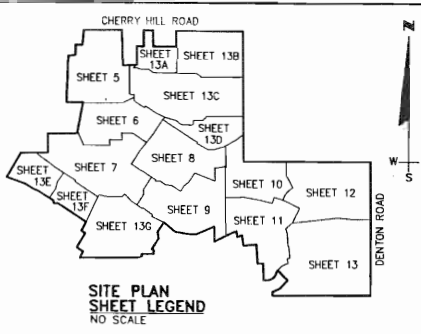 CHERRY HILL ROAD
N
SHEET
13A
SHEET 13B
SHEET 5
SHEET 13C
SHEET 6
SHEET
13D
SHEET 8
SHEET 7
SHEET
13E
SHEET
13F
SHEET 10
SHEET 12
SHEET 9
SHEET 11
SHEET 13G
SHEET 13
W
S
DENTON ROAD
SITE PLAN
SHEET LEGEND
NO SCALE